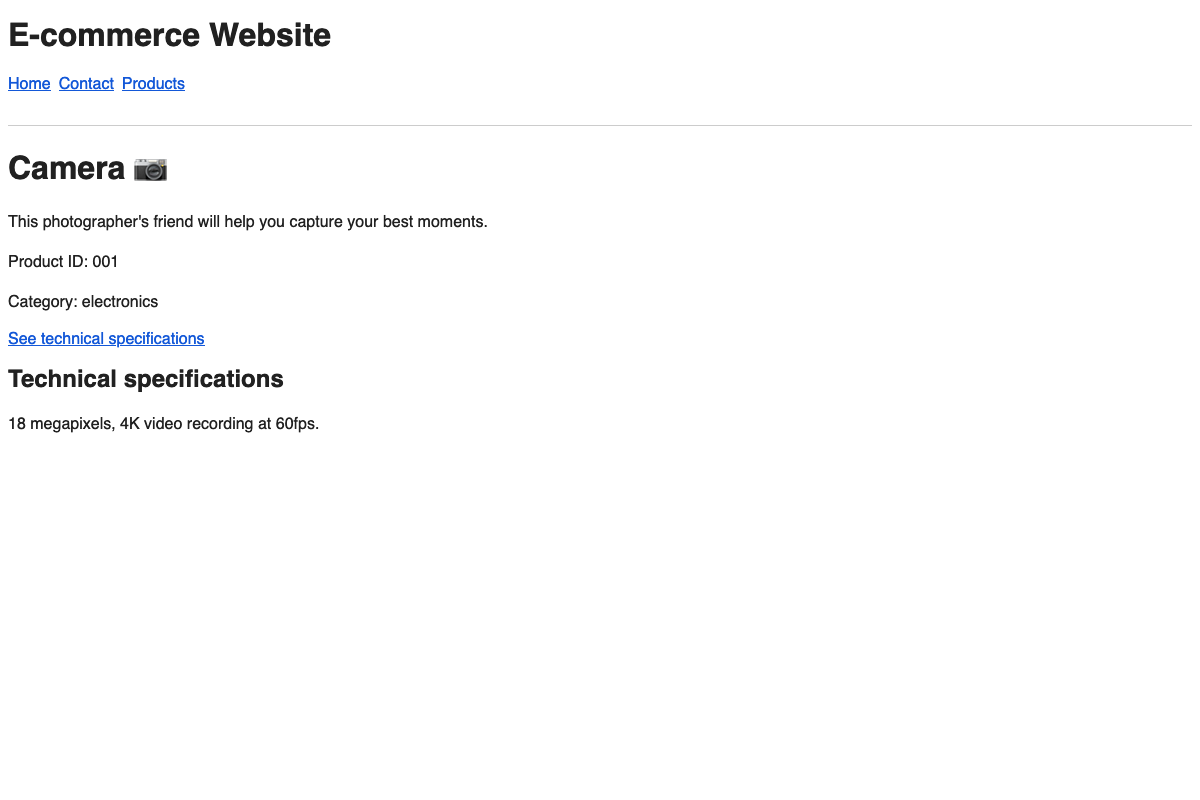 E-commerce Website
Home Contact Products
Camera 📷
This photographer's friend will help you capture your best moments.
Product ID: 001
Category: electronics
See technical specifications
Technical specifications
18 megapixels, 4K video recording at 60fps.